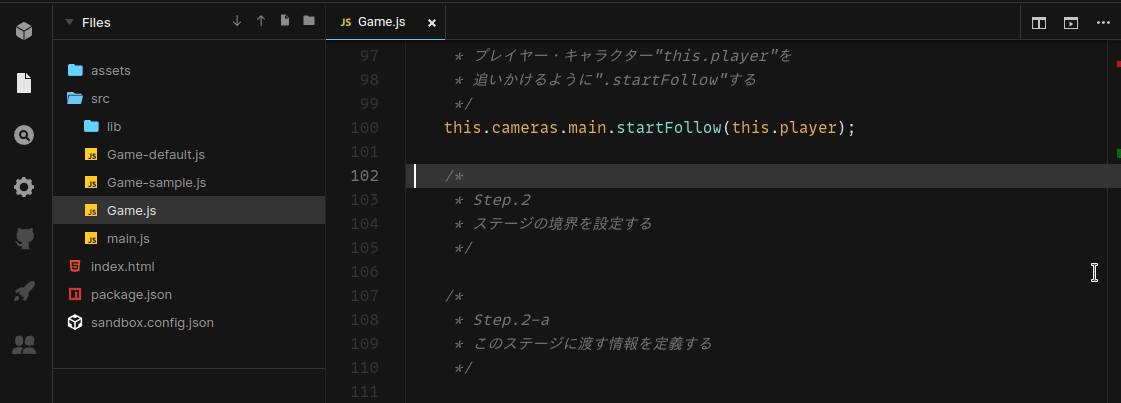 Files
assets
src
lib
JS Game-default.js
JS Game-sample.js
JS Game.js
JS main.js
index.html
package.json
sandbox.config.json
JS Game.js ×
97 * プレイヤー・キャラクター"this.player"を
98 * 追いかけるように".startFollow"する
99 */
100 this.cameras.main.startFollow(this.player);
101
102 /*
103 * Step.2
104 * ステージの境界を設定する
105 */
106
107 /*
108 * Step.2-a
109 * このステージに渡す情報を定義する
110 */
111